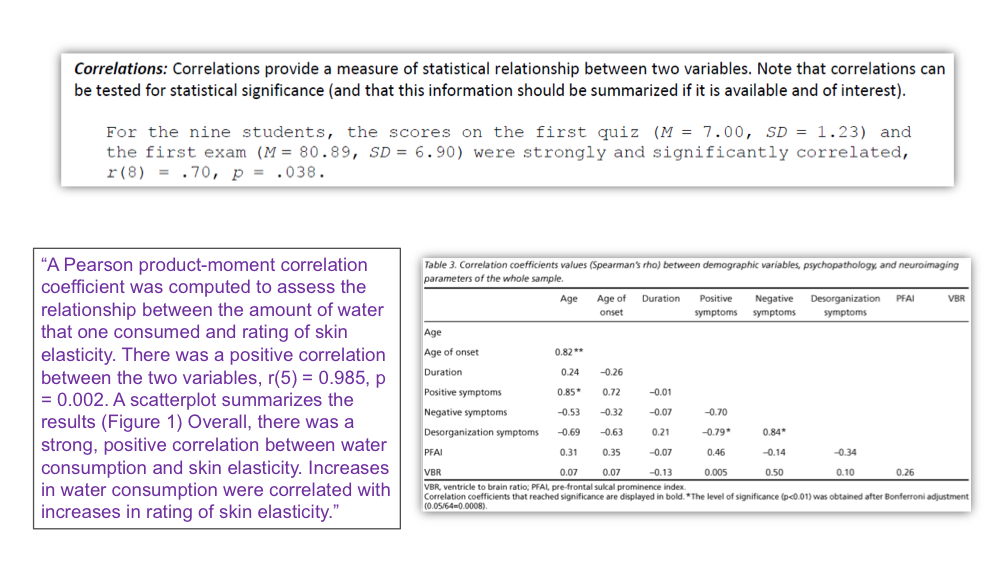 Correlations: Correlations provide a measure of statistical relationship between two variables. Note that correlations can
be tested for statistical significance (and that this information should be summarized if it is available and of interest).
For the nine students, the scores on the first quiz (M = 7.00, SD = 1.23) and
the first exam (M = 80.89, SD = 6.90) were strongly and significantly correlated,
r(8) = .70, p = .038.
“A Pearson product-moment correlation
coefficient was computed to assess the
relationship between the amount of water
that one consumed and rating of skin
elasticity. There was a positive correlation
between the two variables, r(5) = 0.985, p
= 0.002. A scatterplot summarizes the
results (Figure 1) Overall, there was a
strong, positive correlation between water
consumption and skin elasticity. Increases
in water consumption were correlated with
increases in rating of skin elasticity.”
Table 3. Correlation coefficients values (Spearman's rho) between demographic variables, psychopathology, and neuroimaging
parameters of the whole sample.
Age Age of Duration Positive Negative Desorganization PFAI VBR
onset symptoms symptoms symptoms
Age
Age of onset 0.82**
Duration 0.24 –0.26
Positive symptoms 0.85* 0.72 –0.01
Negative symptoms –0.53 –0.32 –0.07 –0.70
Desorganization symptoms –0.69 –0.63 0.21 –0.79* 0.84*
PFAI 0.31 0.35 –0.07 0.46 –0.14 –0.34
VBR 0.07 0.07 –0.13 0.005 0.50 0.10 0.26
VBR, ventricle to brain ratio; PFAI, pre-frontal sulcal prominence index.
Correlation coefficients that reached significance are displayed in bold. *The level of significance (p<0.01) was obtained after Bonferroni adjustment
(0.05/64=0.0008).